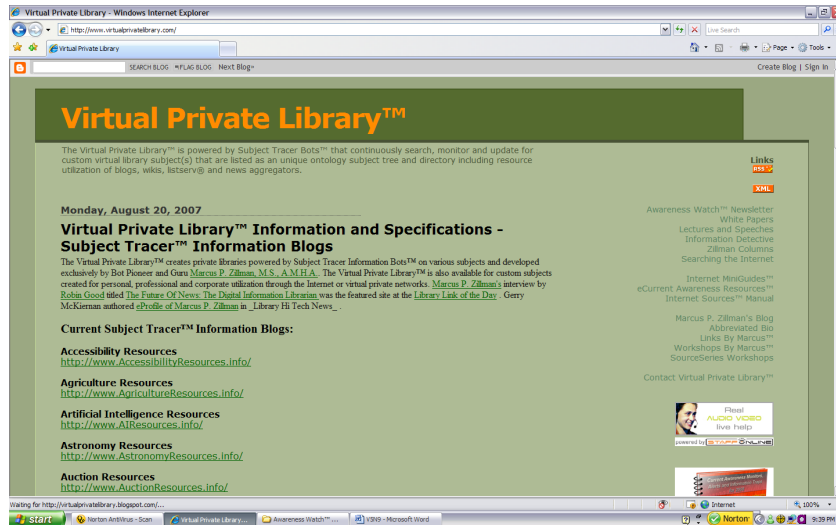 Virtual Private Library - Windows Internet Explorer
http://www.virtualprivatelibrary.com/
Live Search
Virtual Private Library
Page
Tools
SEARCH BLOG
FLAG BLOG
Next Blog»
Create Blog | Sign In
Virtual Private Library™
The Virtual Private Library™ is powered by Subject Tracer Bots™ that continuously search, monitor and update for
custom virtual library subject(s) that are listed as an unique ontology subject tree and directory including resource
utilization of blogs, wikis, listserv® and news aggregators.
Monday, August 20, 2007
Virtual Private Library™ Information and Specifications -
Subject Tracer™ Information Blogs
The Virtual Private Library™ creates private libraries powered by Subject Tracer Information Bots™ on various subjects and developed
exclusively by Bot Pioneer and Guru Marcus P. Zillman, M.S., A.M.H.A.. The Virtual Private Library™ is also available for custom subjects
created for personal, professional and corporate utilization through the Internet or virtual private networks. Marcus P. Zillman's interview by
Robin Good titled The Future Of News: The Digital Information Librarian was the featured site at the Library Link of the Day . Gerry
McKiernan authored eProfile of Marcus P. Zillman in _Library Hi Tech News_ .
Current Subject Tracer™ Information Blogs:
Accessibility Resources
http://www.AccessibilityResources.info/
Agriculture Resources
http://www.AgricultureResources.info/
Artificial Intelligence Resources
http://www.AIResources.info/
Astronomy Resources
http://www.AstronomyResources.info/
Auction Resources
http://www.AuctionResources.info/
Links
RSS
XML
Awareness Watch™ Newsletter
White Papers
Lectures and Speeches
Information Detective
Zillman Columns
Searching the Internet
Internet MiniGuides™
eCurrent Awareness Resources™
Internet Sources™ Manual
Marcus P. Zillman's Blog
Abbreviated Bio
Links By Marcus™
Workshops By Marcus™
SourceSeries Workshops
Contact Virtual Private Library™
Real
AUDIO VIDEO
live help
powered by STAFF ONLINE
Waiting for http://virtualprivatelibrary.blogspot.com/...
Internet
100%
start
Norton AntiVirus - Scan
Virtual Private Library...
Awareness Watch™ ...
V3N9 - Microsoft Word
Norton
9:39 PM